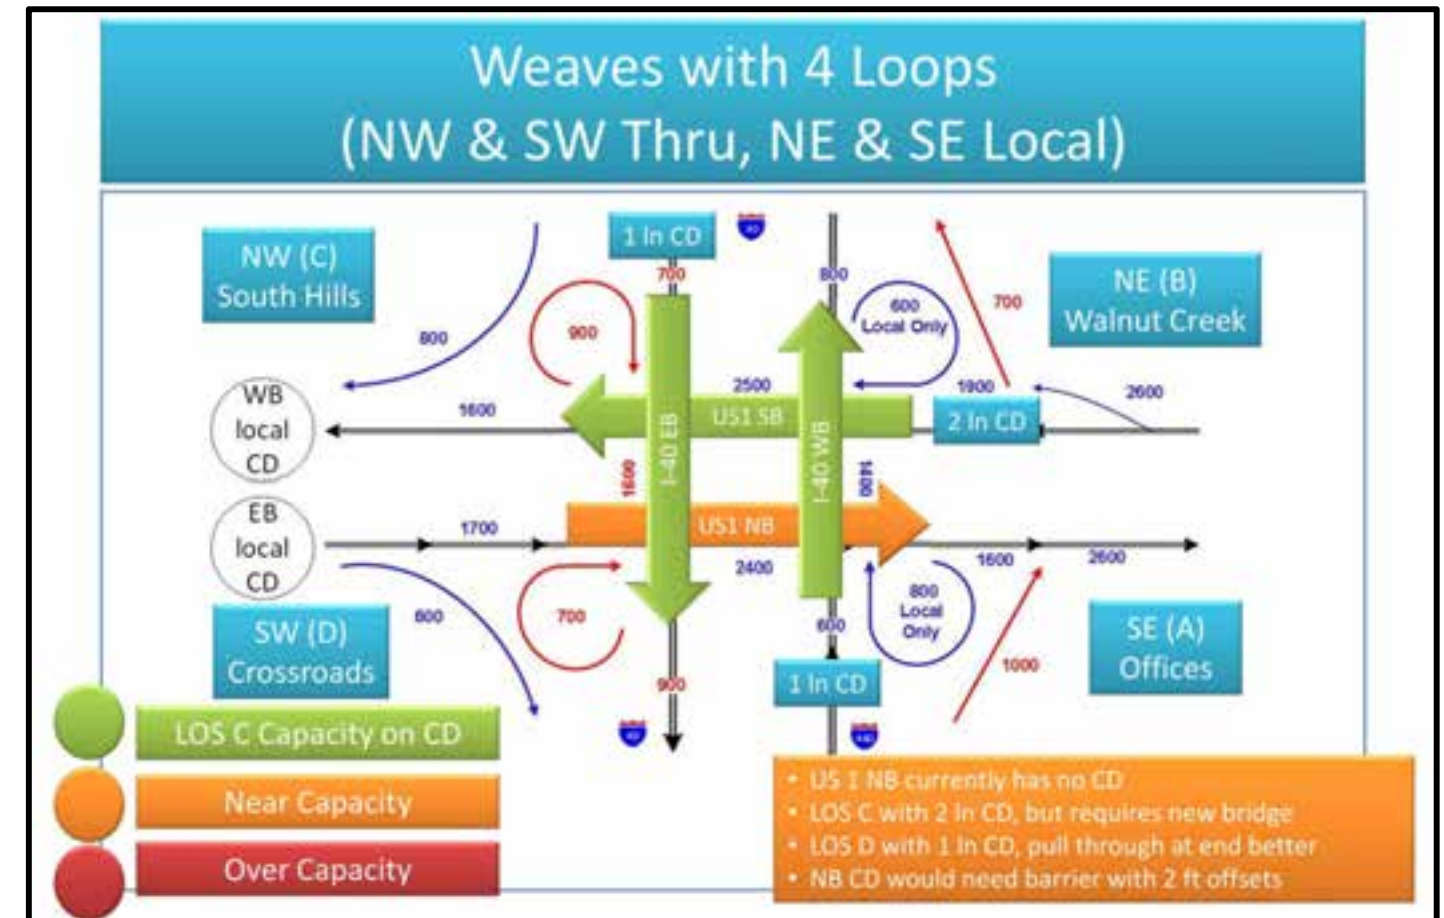 Weaves with 4 Loops
(NW & SW Thru, NE & SE Local)
NW (C)
South Hills
1 ln CD
700
800
600
Local Only
700
NE (B)
Walnut Creek
900
800
2500
1900
2600
WB
local
CD
1600
US1 SB
2 ln CD
I-40 EB
I-40 WB
1600
1400
EB
local
CD
1700
US1 NB
2400
1600
2600
SW (D)
Crossroads
600
700
600
800
Local
Only
1000
SE (A)
Offices
900
1 ln CD
LOS C Capacity on CD
Near Capacity
Over Capacity
• US 1 NB currently has no CD
• LOS C with 2 ln CD, but requires new bridge
• LOS D with 1 ln CD, pull through at end better
• NB CD would need barrier with 2 ft offsets